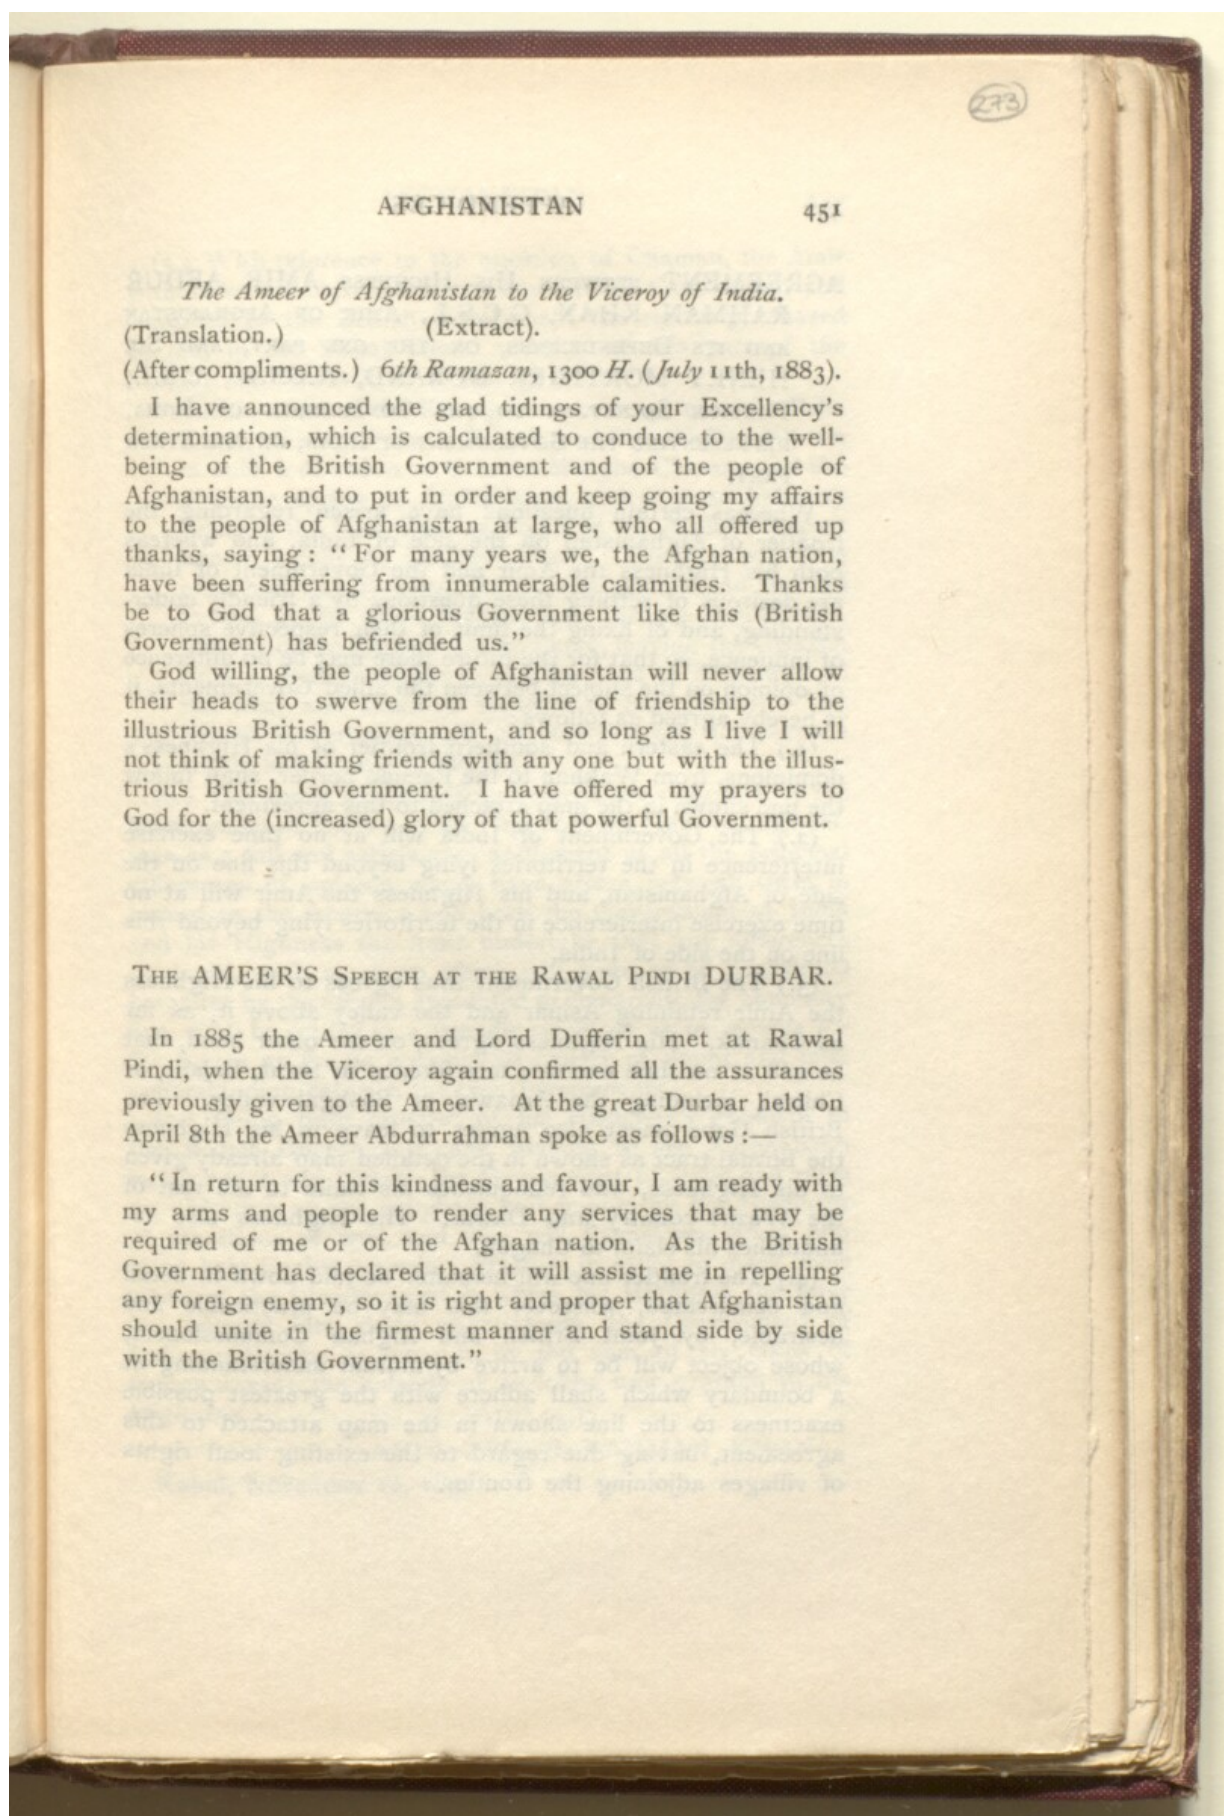 273
AFGHANISTAN 451
The Ameer of Afghanistan to the Viceroy of India.
(Translation.) (Extract).
(After compliments.) 6th Ramazan, 1300 H. (July 11th, 1883).
I have announced the glad tidings of your Excellency's
determination, which is calculated to conduce to the well-
being of the British Government and of the people of
Afghanistan, and to put in order and keep going my affairs
to the people of Afghanistan at large, who all offered up
thanks, saying : “ For many years we, the Afghan nation,
have been suffering from innumerable calamities. Thanks
be to God that a glorious Government like this (British
Government) has befriended us.”
God willing, the people of Afghanistan will never allow
their heads to swerve from the line of friendship to the
illustrious British Government, and so long as I live I will
not think of making friends with any one but with the illus-
trious British Government. I have offered my prayers to
God for the (increased) glory of that powerful Government.
THE AMEER'S SPEECH AT THE RAWAL PINDI DURBAR.
In 1885 the Ameer and Lord Dufferin met at Rawal
Pindi, when the Viceroy again confirmed all the assurances
previously given to the Ameer. At the great Durbar held on
April 8th the Ameer Abdurrahman spoke as follows :—
“ In return for this kindness and favour, I am ready with
my arms and people to render any services that may be
required of me or of the Afghan nation. As the British
Government has declared that it will assist me in repelling
any foreign enemy, so it is right and proper that Afghanistan
should unite in the firmest manner and stand side by side
with the British Government.”